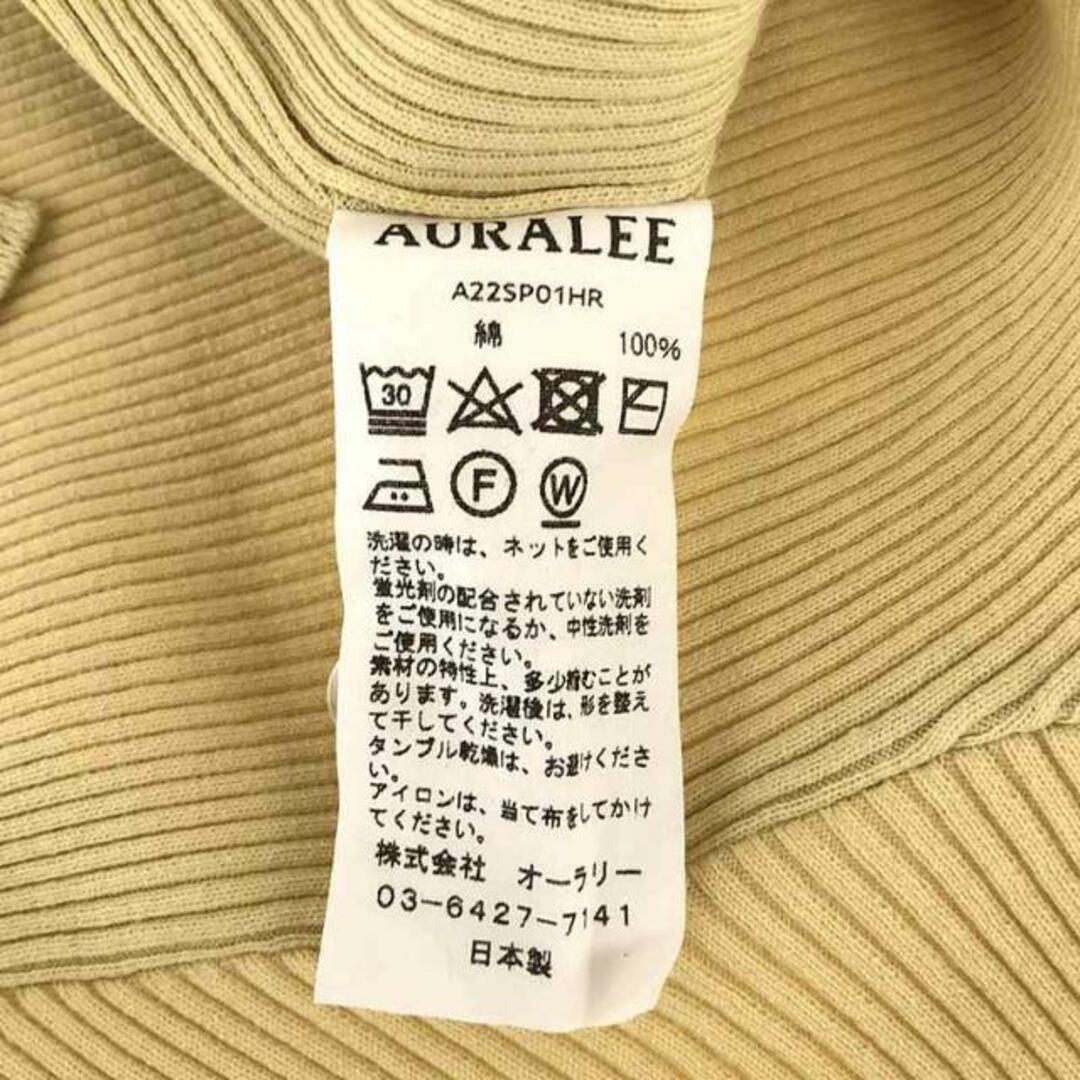 AURALEE
A22SP01HR
綿 100%
30
F W
洗濯の時は、ネットをご使用く
ださい。
蛍光剤の配合されていない洗剤
をご使用になるか、中性洗剤を
ご使用ください。
素材の特性上、多少縮むことが
あります。洗濯後は、形を整え
て干してください。
タンブル乾燥は、お避けくださ
い。
アイロンは、当て布をしてかけ
てください。
株式会社 オーラリー
03-6427-7141
日本製